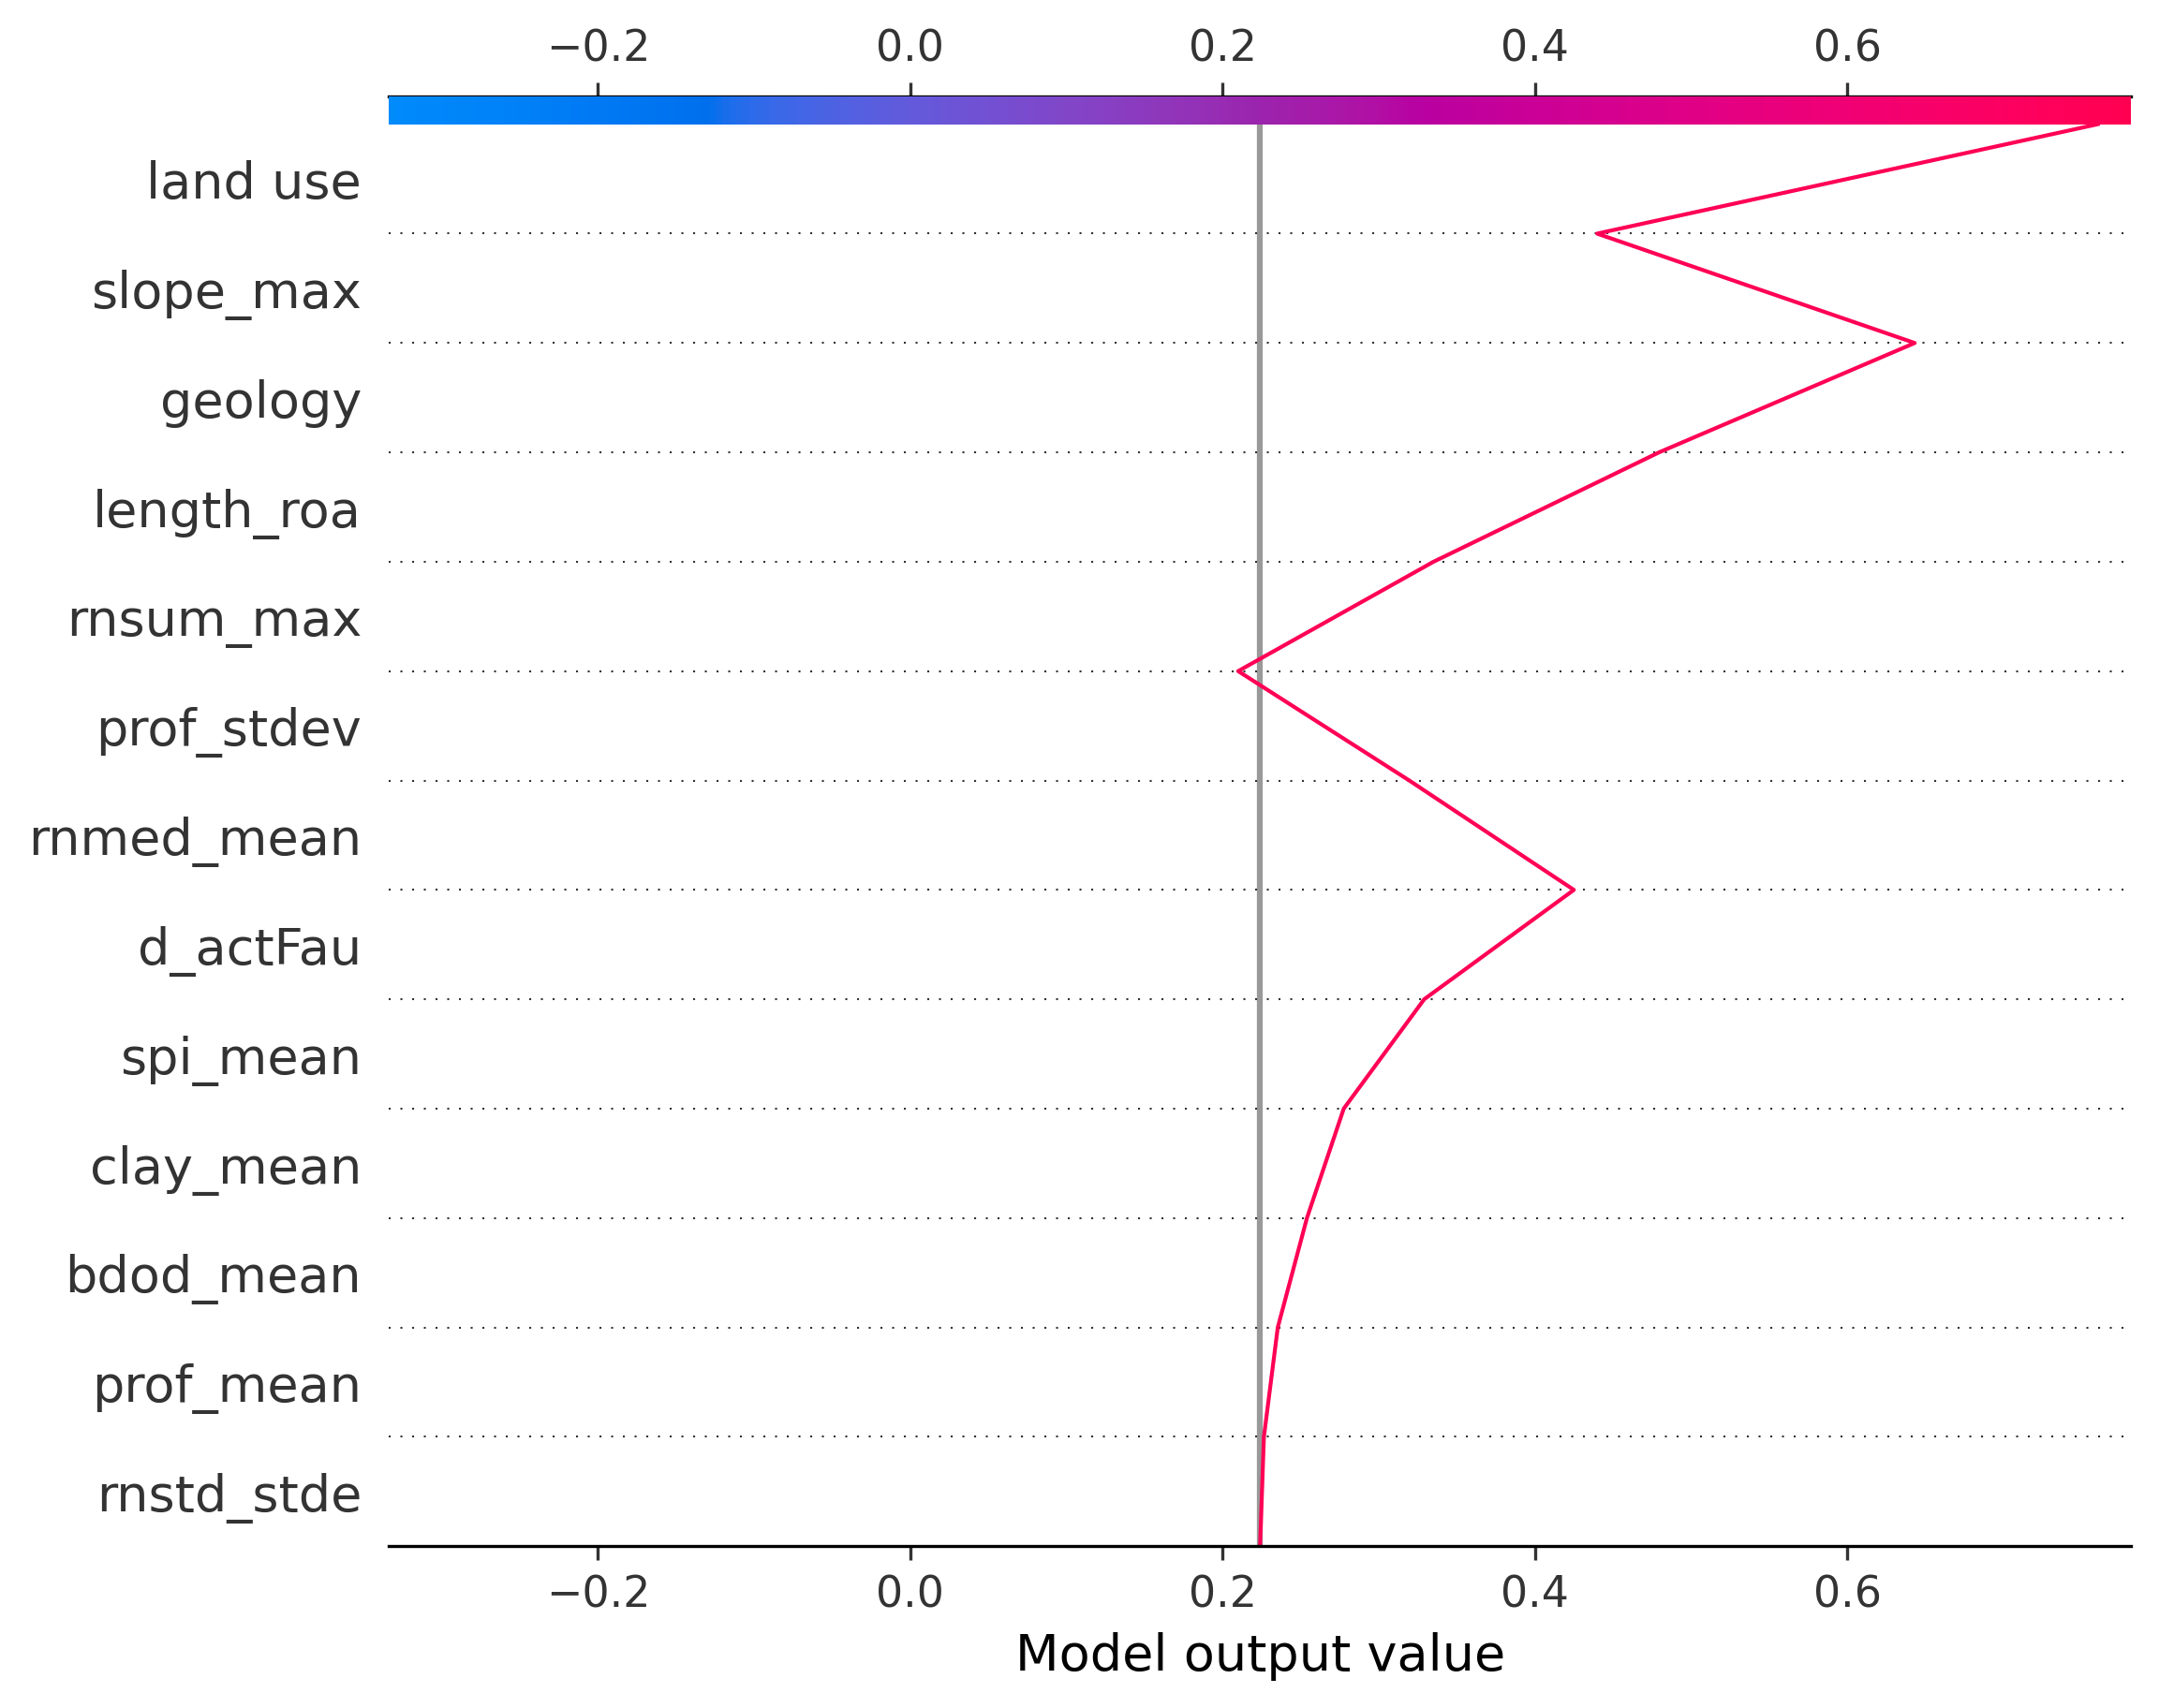 −0.2 0.0 0.2 0.4 0.6
land use
slope_max
geology
length_roa
rnsum_max
prof_stdev
rnmed_mean
d_actFau
spi_mean
clay_mean
bdod_mean
prof_mean
rnstd_stde
−0.2 0.0 0.2 0.4 0.6
Model output value